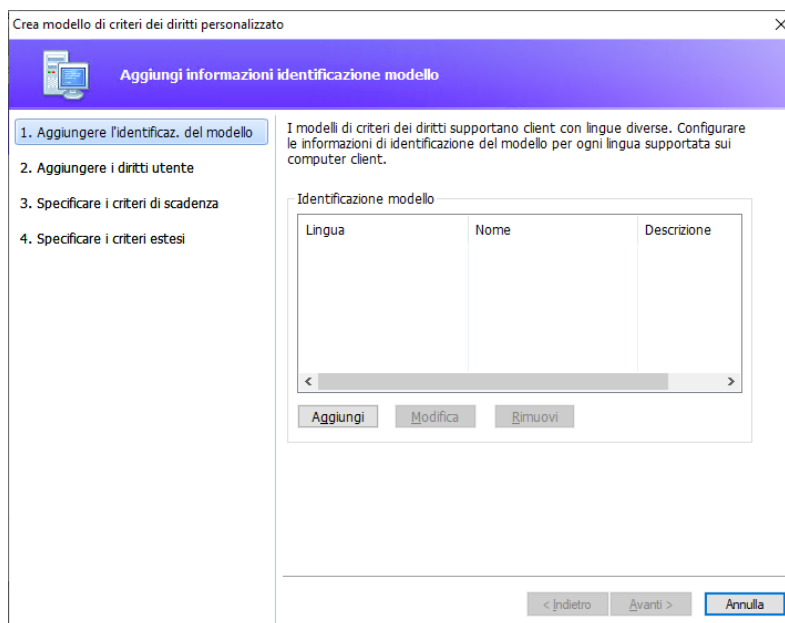 Crea modello di criteri dei diritti personalizzato
Aggiungi informazioni identificazione modello
1. Aggiungere l'identificaz. del modello
2. Aggiungere i diritti utente
3. Specificare i criteri di scadenza
4. Specificare i criteri estesi
I modelli di criteri dei diritti supportano client con lingue diverse. Configurare
le informazioni di identificazione del modello per ogni lingua supportata sui
computer client.
Identificazione modello
Lingua Nome Descrizione
Aggiungi Modifica Rimuovi
< Indietro Avanti > Annulla